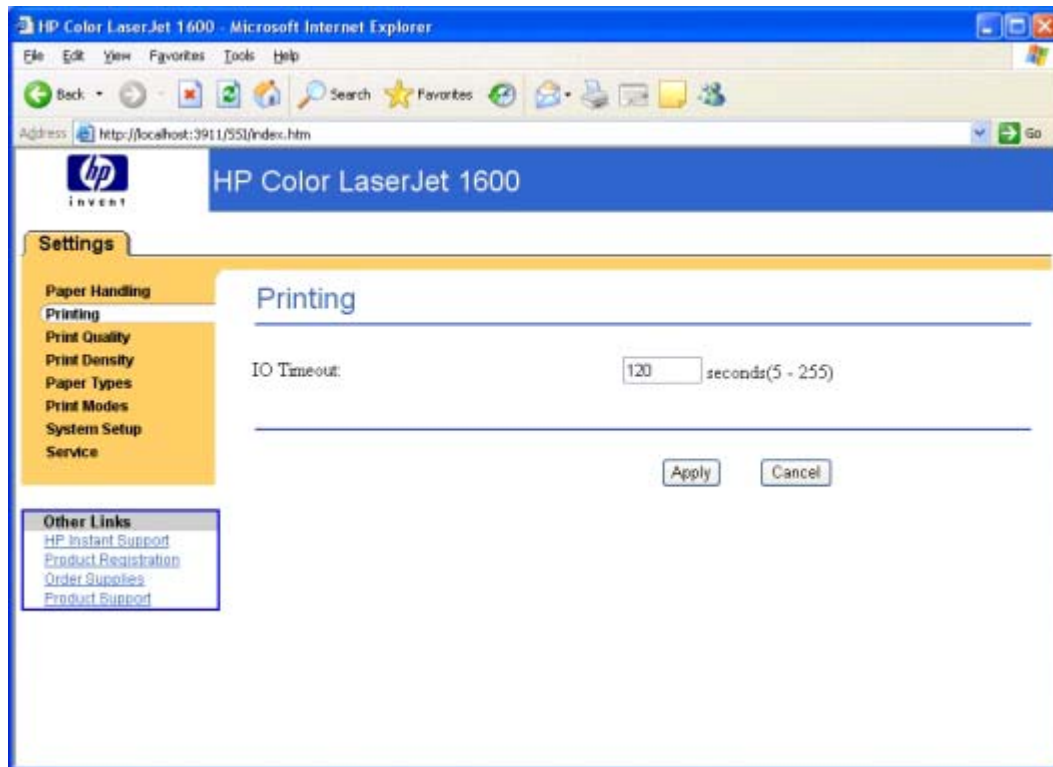 HP Color LaserJet 1600 - Microsoft Internet Explorer
File Edit View Favorites Tools Help
Back Search Favorites
Address http://localhost:3911/SSI/index.htm Go
hp
invent
HP Color LaserJet 1600
Settings
Paper Handling
Printing
Print Quality
Print Density
Paper Types
Print Modes
System Setup
Service
Printing
IO Timeout: 120 seconds(5 - 255)
Apply Cancel
Other Links
HP Instant Support
Product Registration
Order Supplies
Product Support